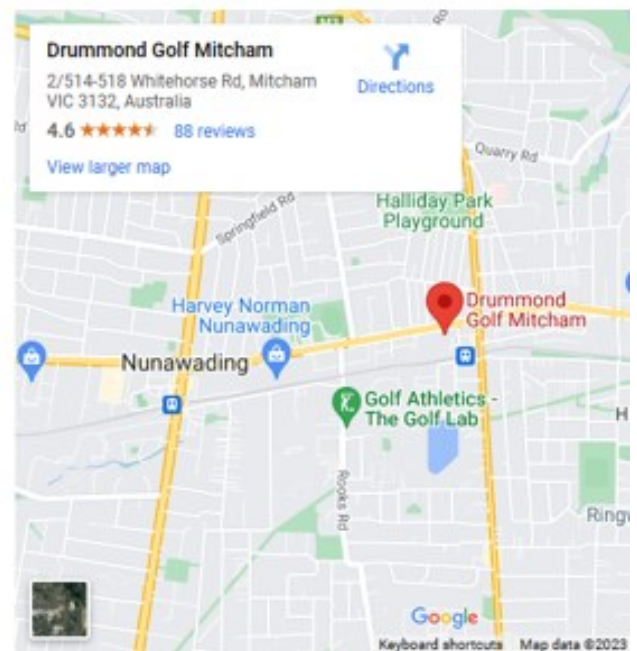 Drummond Golf Mitcham
2/514-518 Whitehorse Rd, Mitcham
VIC 3132, Australia
4.6
88 reviews
View larger map
Directions
Quarry Rd
Halliday Park
Playground
Springfield Rd
Harvey Norman
Nunawading
Drummond
Golf Mitcham
Nunawading
Golf Athletics -
The Golf Lab
H
Rooks Rd
Ringw
Google
Keyboard shortcuts
Map data ©2023